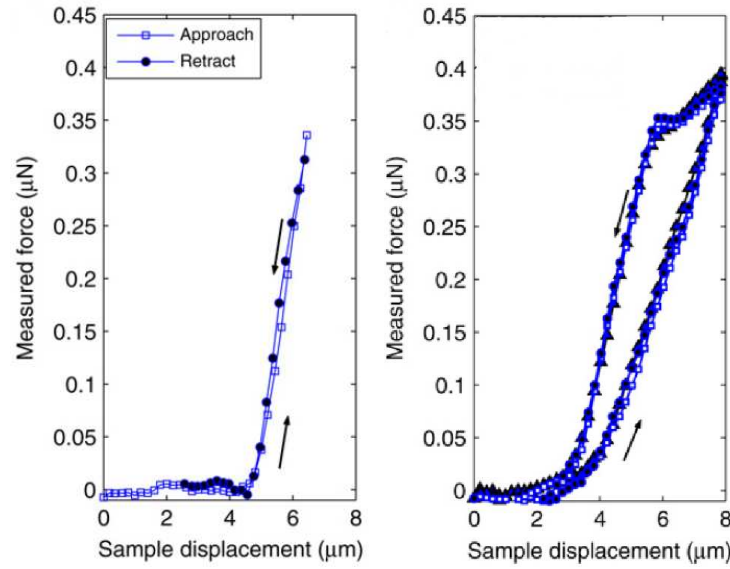 0.45
0.4
0.35
0.3
0.25
0.2
0.15
0.1
0.05
0
0 2 4 6 8
Measured force (μN)
Sample displacement (μm)
Approach
Retract
0.45
0.4
0.35
0.3
0.25
0.2
0.15
0.1
0.05
0
0 2 4 6 8
Measured force (μN)
Sample displacement (μm)